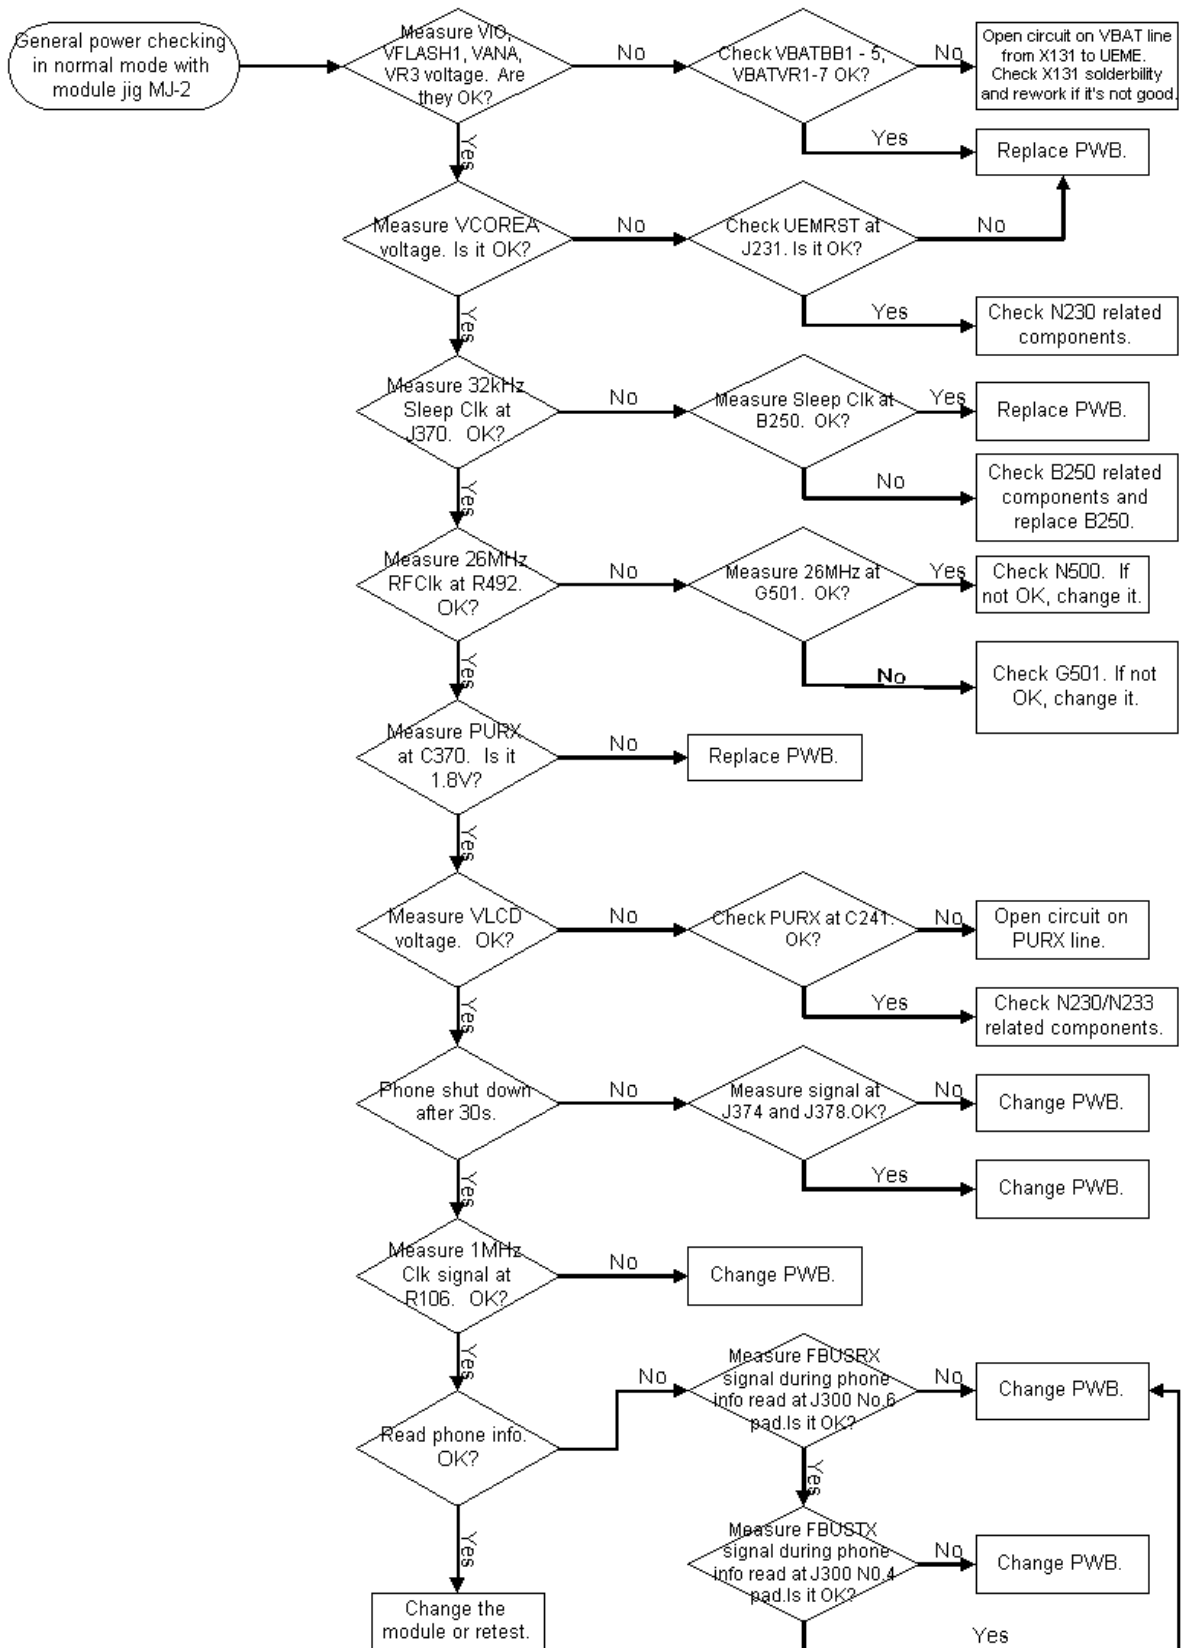 General power checking
in normal mode with
module jig MJ-2
Measure VIO,
VFLASH1, VANA,
VR3 voltage. Are
they OK?
No
Check VBATBB1 - 5,
VBATVR1-7 OK?
No
Open circuit on VBAT line
from X131 to UEME.
Check X131 solderbility
and rework if it's not good.
Yes
Replace PWB.
Yes
Measure VCOREA
voltage. Is it OK?
No
Check UEMRST at
J231. Is it OK?
No
Yes
Check N230 related
components.
Yes
Measure 32kHz
Sleep Clk at
J370. OK?
No
Measure Sleep Clk at
B250. OK?
Yes
Replace PWB.
No
Check B250 related
components and
replace B250.
Yes
Measure 26MHz
RFClk at R492.
OK?
No
Measure 26MHz at
G501. OK?
Yes
Check N500. If
not OK, change it.
No
Check G501. If not
OK, change it.
Yes
Measure PURX
at C370. Is it
1.8V?
No
Replace PWB.
Yes
Measure VLCD
voltage. OK?
No
Check PURX at C241.
OK?
No
Open circuit on
PURX line.
Yes
Check N230/N233
related components.
Yes
Phone shut down
after 30s.
No
Measure signal at
J374 and J378.OK?
No
Change PWB.
Yes
Change PWB.
Yes
Measure 1MHz
Clk signal at
R106. OK?
No
Change PWB.
Yes
Read phone info.
OK?
No
Measure FBUSRX
signal during phone
info read at J300 No.6
pad.Is it OK?
No
Change PWB.
Yes
Measure FBUSTX
signal during phone
info read at J300 N0.4
pad.Is it OK?
No
Change PWB.
Yes
Yes
Change the
module or retest.